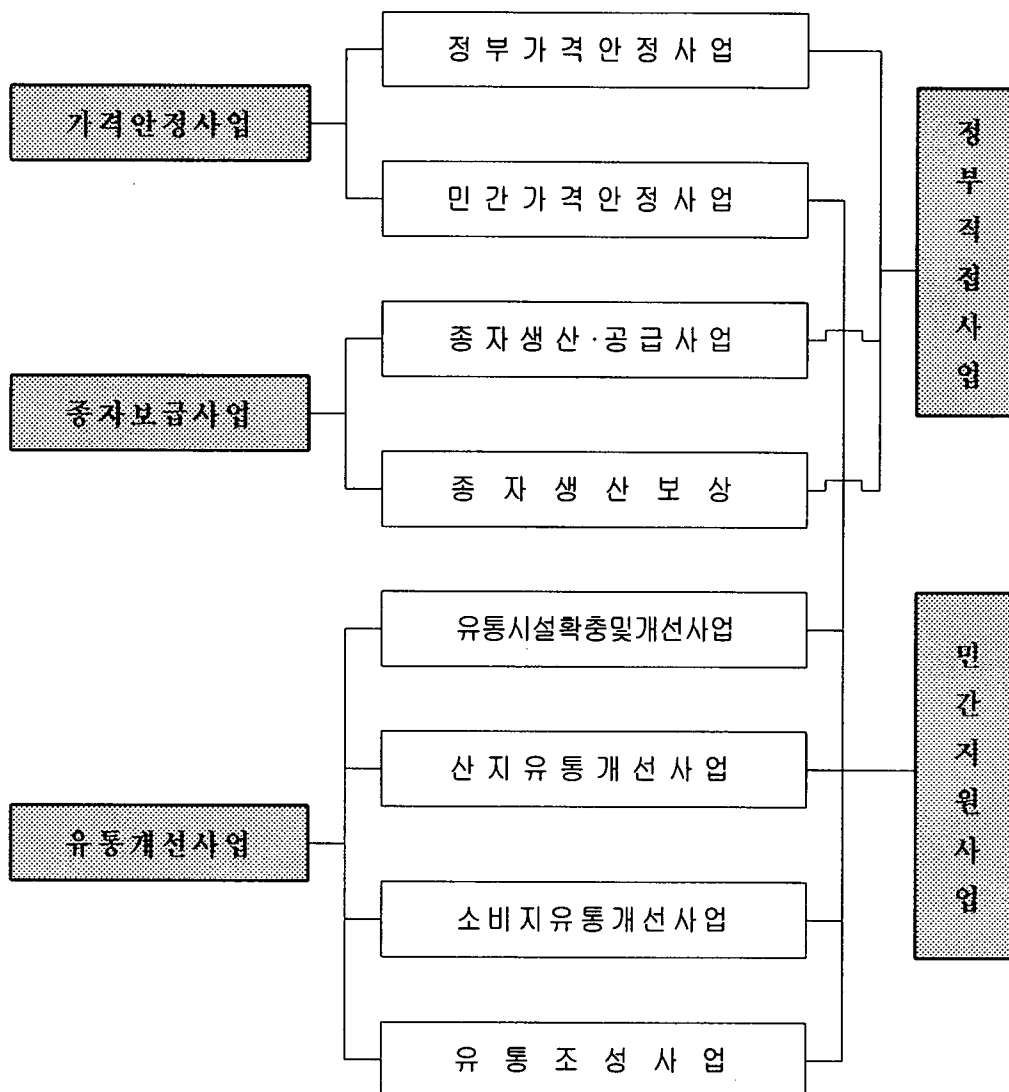 정부가격안정사업
가격안정사업
민간가격안정사업
정부직접사업
종자생산·공급사업
종자보급사업
종자생산보상
유통시설확충및개선사업
민간지원사업
산지유통개선사업
유통개선사업
소비지유통개선사업
유통조성사업